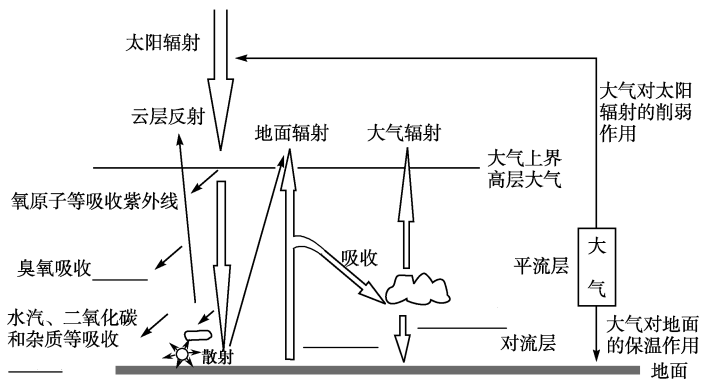 太阳辐射
云层反射
地面辐射
大气辐射
大气对太阳
辐射的削弱
作用
大气上界
高层大气
氧原子等吸收紫外线
吸收
臭氧吸收
平流层
大
气
水汽、二氧化碳
和杂质等吸收
散射
对流层
大气对地面
的保温作用
地面